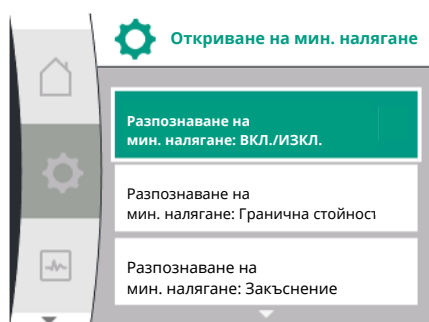 Откриване на мин. налягане
Разпознаване на
мин. налягане: ВКЛ./ИЗКЛ.
Разпознаване на
мин. налягане: Гранична стойност
Разпознаване на
мин. налягане: Закъснение